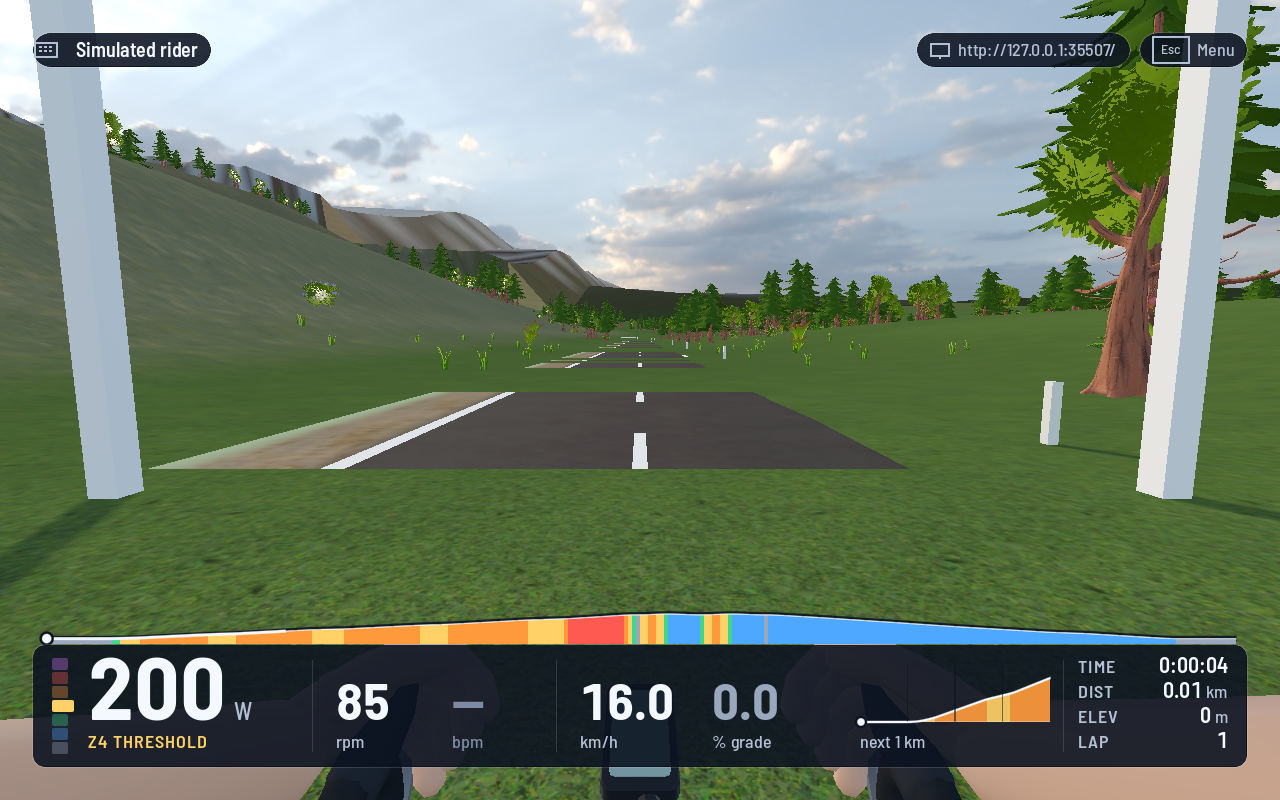 Simulated rider
http://127.0.0.1:35507/
Esc Menu
200 W
Z4 THRESHOLD
85
rpm
—
bpm
16.0
km/h
0.0
% grade
next 1 km
TIME 0:00:04
DIST 0.01 km
ELEV 0 m
LAP 1